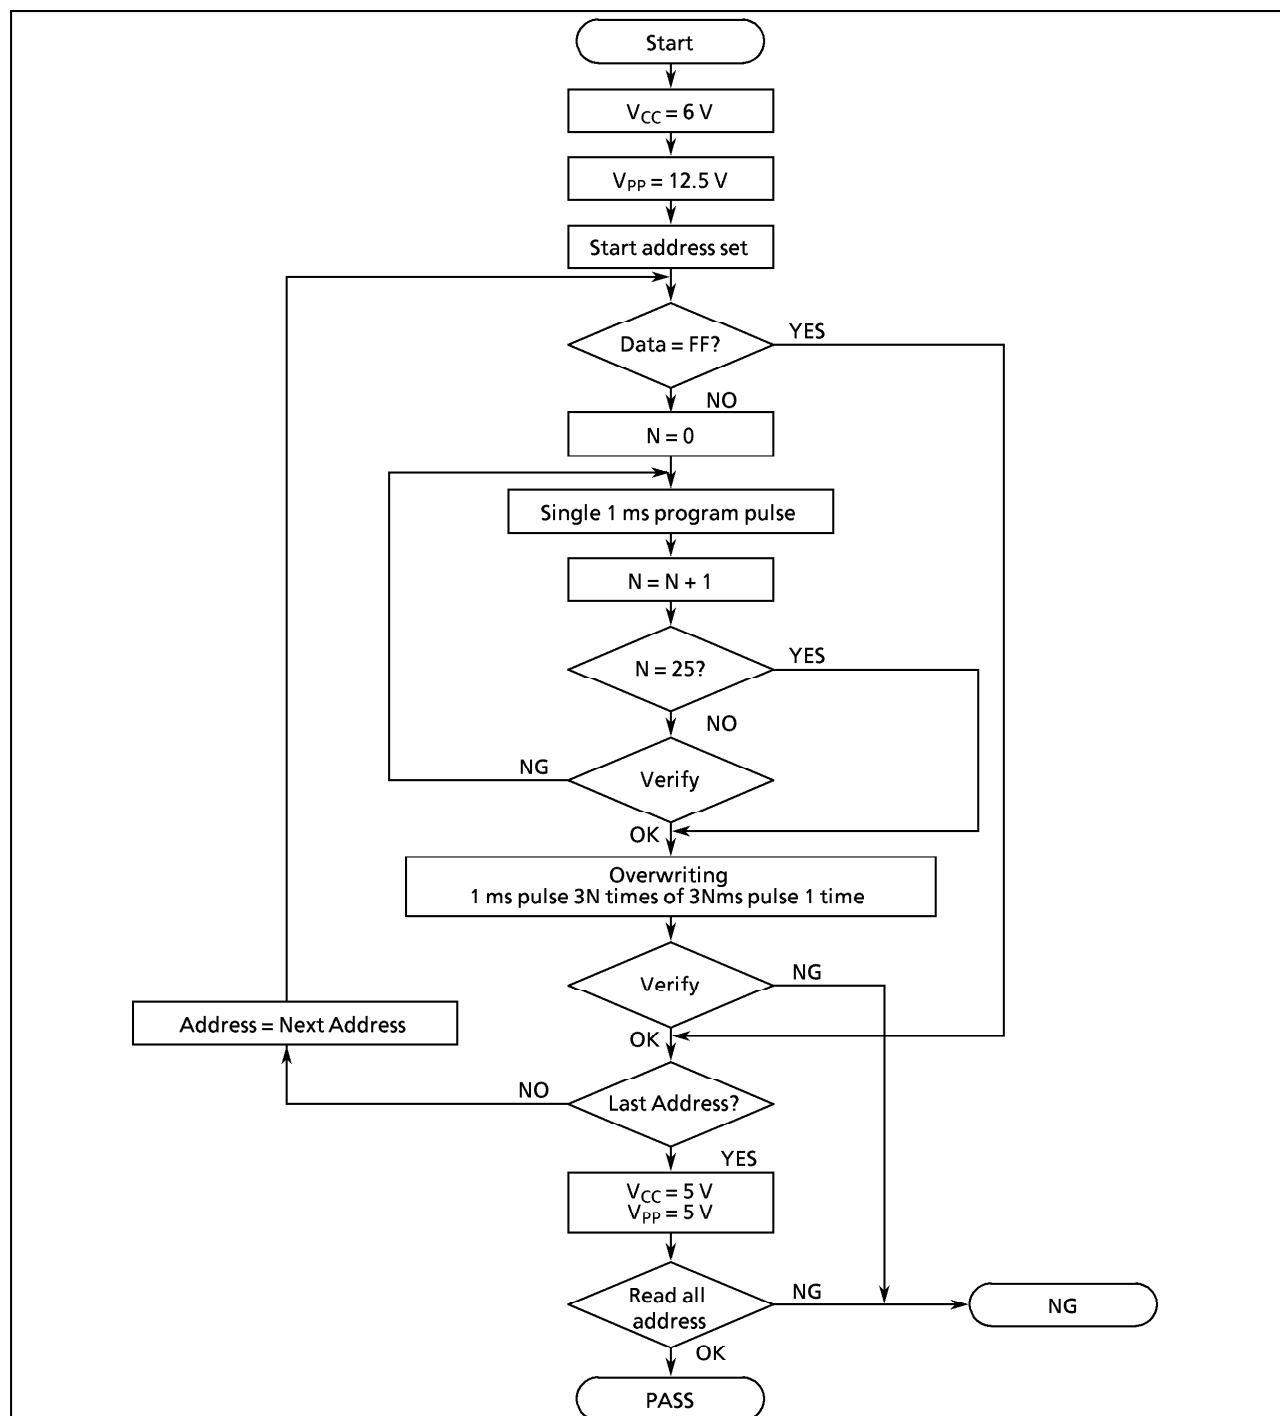 Start
VCC = 6 V
VPP = 12.5 V
Start address set
Data = FF?
YES
NO
N = 0
Single 1 ms program pulse
N = N + 1
N = 25?
YES
NO
NG
Verify
OK
Overwriting
1 ms pulse 3N times of 3Nms pulse 1 time
Verify
NG
Address = Next Address
OK
NO
Last Address?
YES
VCC = 5 V
VPP = 5 V
Read all
address
NG
NG
OK
PASS